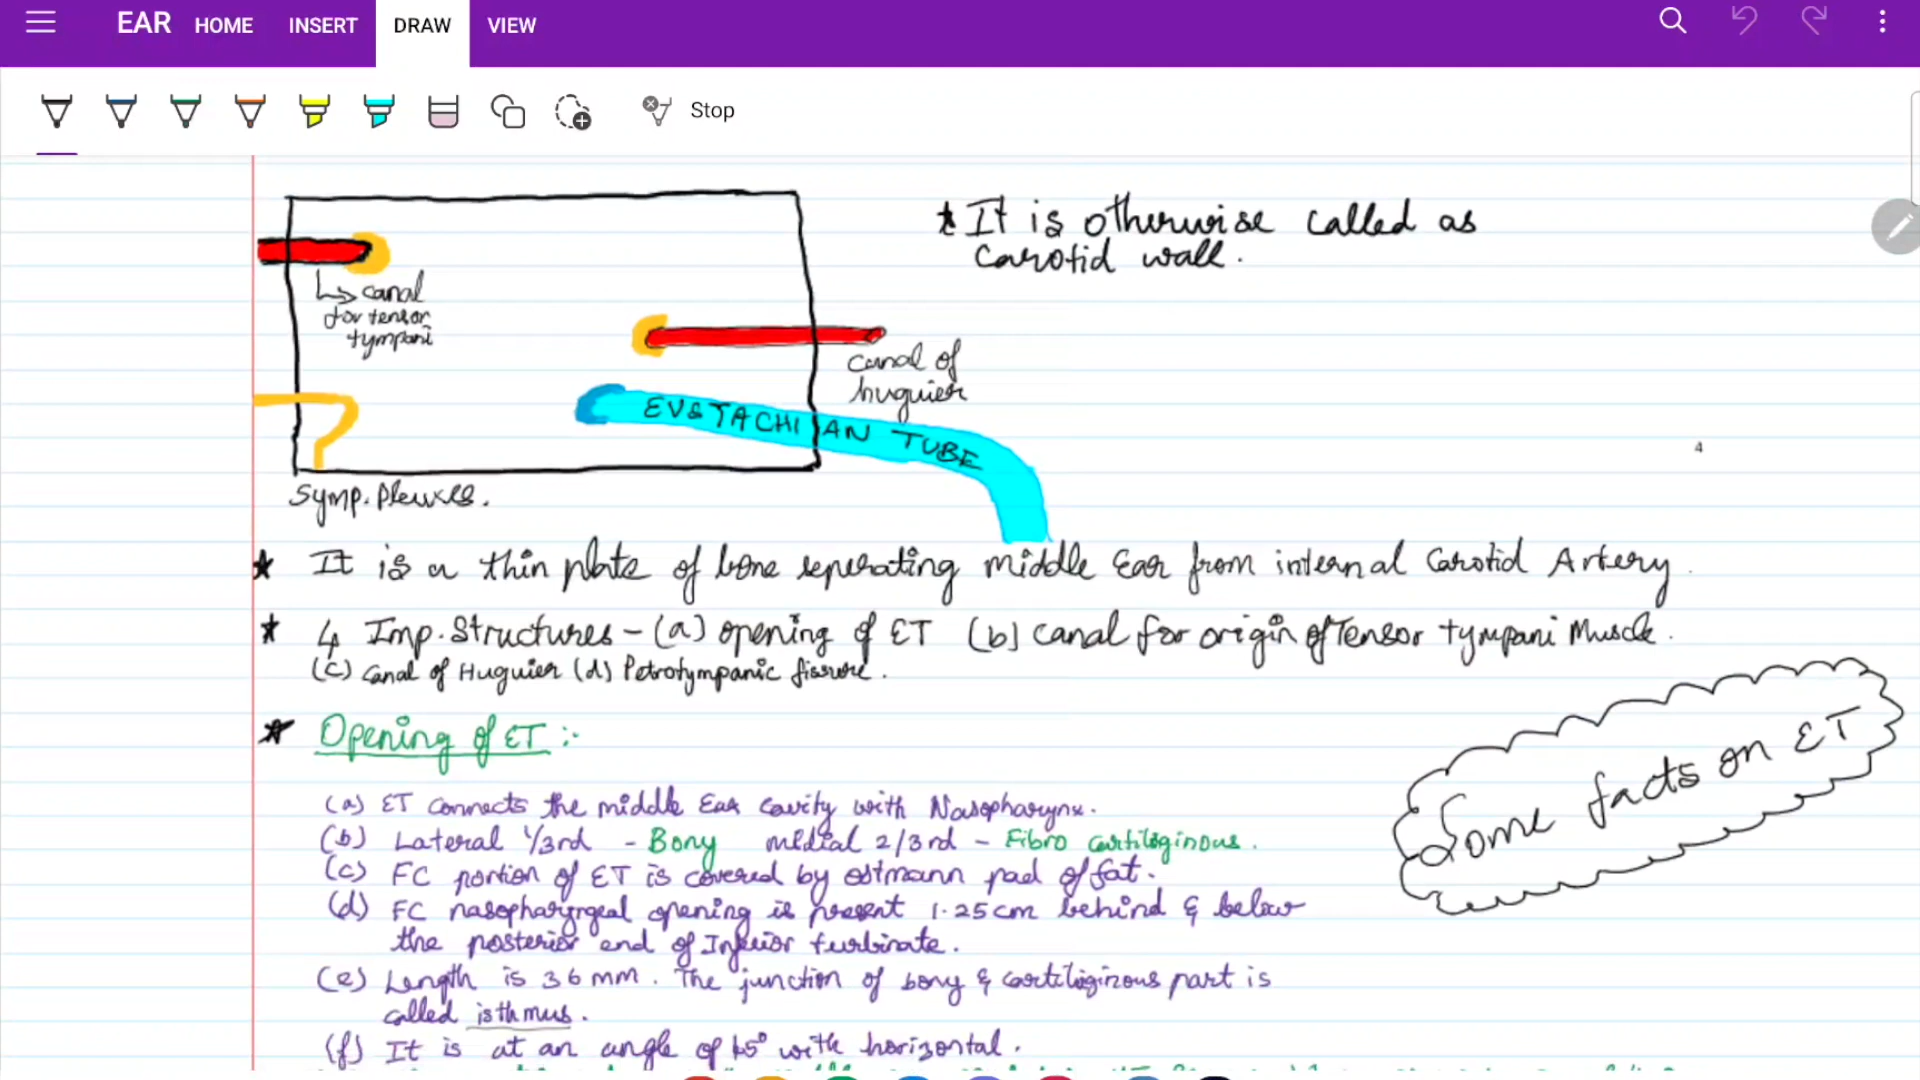 EAR HOME INSERT DRAW VIEW
Stop
★ It is otherwise called as
carotid wall.
↳ canal
for tensor
tympani
canal of
huguier
EUSTACHIAN TUBE
4
Symp. Plexus.
★ It is a thin plate of bone seperating middle Ear from internal Carotid Artery.
★ 4 Imp. Structures - (a) opening of ET (b) canal for origin of Tensor tympani Muscle.
(c) Canal of Huguier (d) Petrotympanic fissure.
★ Opening of ET :-
Some facts on ET
(a) ET connects the middle Ear cavity with Nasopharynx.
(b) Lateral 1/3rd - Bony medial 2/3rd - Fibro cartiloginous.
(c) FC portion of ET is covered by ostmann pad of fat.
(d) FC nasopharyngeal opening is present 1.25cm behind & below
the posterior end of Inferior turbinate.
(e) Length is 36 mm. The junction of bony & cartiloginous part is
called isthmus.
(f) It is at an angle of 45° with horizontal.